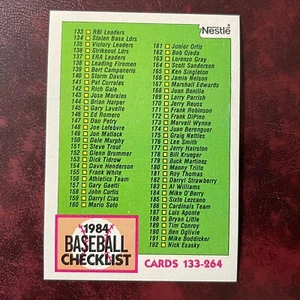 Nestlé
133 RBI Leaders
134 Stolen Base Ldrs
135 Victory Leaders
136 Strikeout Ldrs
137 ERA Leaders
138 Leading Firemen
139 Bert Campaneris
140 Storm Davis
141 Pat Corrales
142 Rich Gale
143 Jose Morales
144 Brian Harper
145 Gary Lavelle
146 Ed Romero
147 Dan Petry
148 Joe Lefebvre
149 Jon Matlack
150 Dale Murphy
151 Steve Trout
152 Glenn Brummer
153 Dick Tidrow
154 Dave Henderson
155 Frank White
156 Athletics Team
157 Gary Gaetti
158 John Curtis
159 Darryl Cias
160 Mario Soto
161 Junior Ortiz
162 Bob Ojeda
163 Lorenzo Gray
164 Scott Sanderson
165 Ken Singleton
166 Jamie Nelson
167 Marshall Edwards
168 Juan Bonilla
169 Larry Parrish
170 Jerry Reuss
171 Frank Robinson
172 Frank DiPino
173 Marvell Wynne
174 Juan Berenguer
175 Graig Nettles
176 Lee Smith
177 Jerry Hairston
178 Bill Krueger
179 Buck Martinez
180 Manny Trillo
181 Roy Thomas
182 Darryl Strawberry
183 Al Williams
184 Mike O'Berry
185 Sixto Lezcano
186 Cardinals Team
187 Luis Aponte
188 Bryan Little
189 Tim Conroy
190 Ben Oglivie
191 Mike Boddicker
192 Nick Esasky
1984
BASEBALL
CHECKLIST
CARDS 133-264